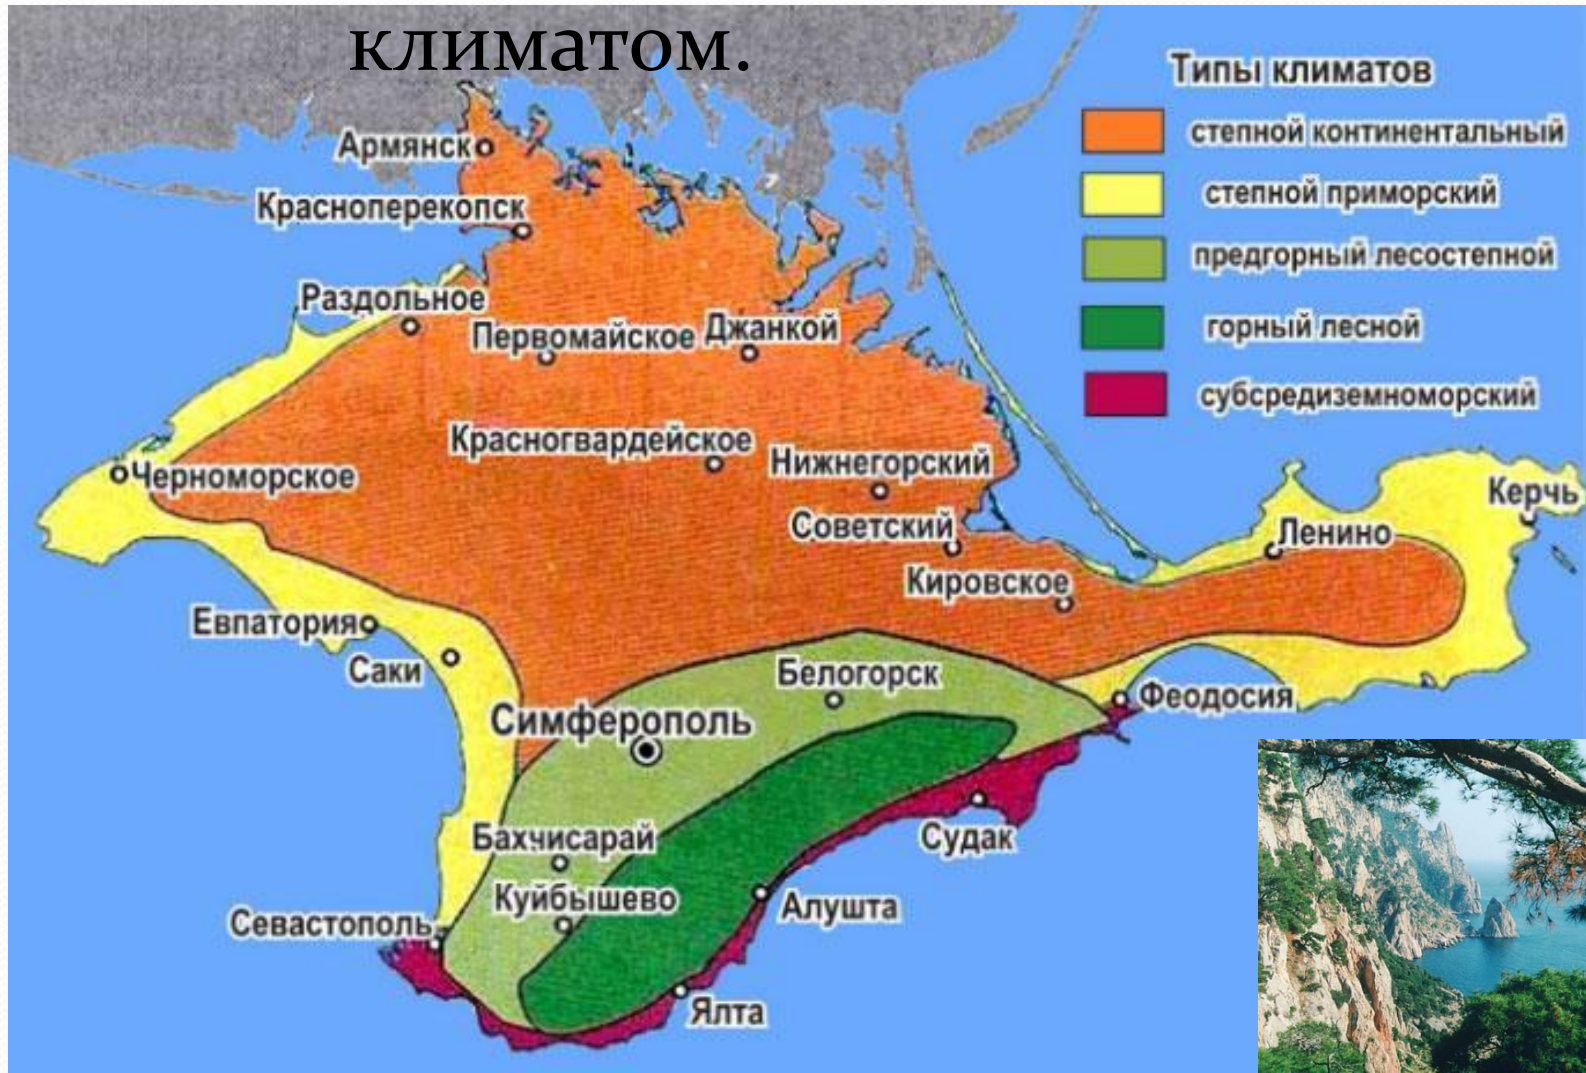 климатом.
Типы климатов
степной континентальный
степной приморский
предгорный лесостепной
горный лесной
субсредиземноморский
Армянск
Красноперекопск
Раздольное
Первомайское
Джанкой
Красногвардейское
Нижнегорский
Черноморское
Советский
Керчь
Ленино
Кировское
Евпатория
Саки
Белогорск
Феодосия
Симферополь
Бахчисарай
Судак
Куйбышево
Алушта
Севастополь
Ялта